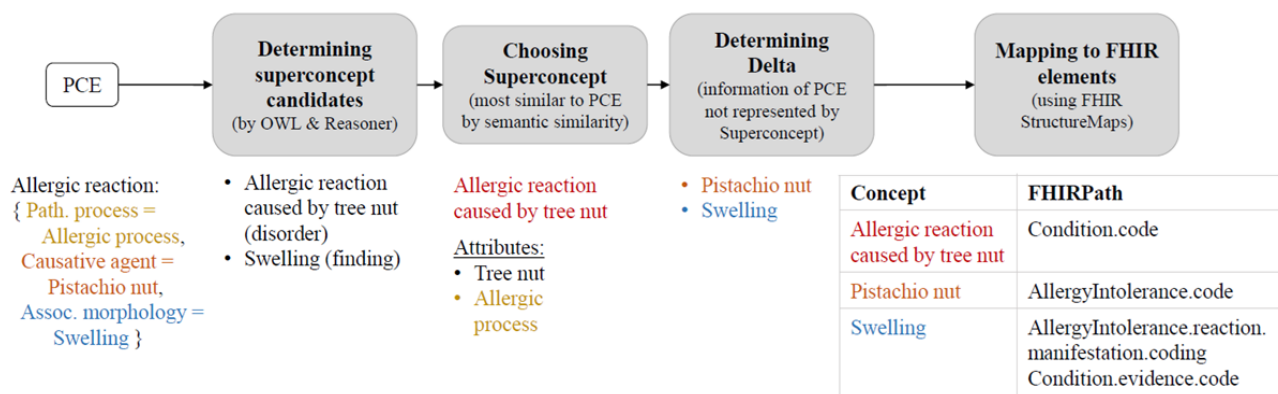 PCE
Determining
superconcept
candidates
(by OWL & Reasoner)
Choosing
Superconcept
(most similar to PCE
by semantic similarity)
Determining
Delta
(information of PCE
not represented by
Superconcept)
Mapping to FHIR
elements
(using FHIR
StructureMaps)
Allergic reaction:
{ Path. process =
Allergic process,
Causative agent =
Pistachio nut,
Assoc. morphology =
Swelling }
• Allergic reaction
caused by tree nut
(disorder)
• Swelling (finding)
Allergic reaction
caused by tree nut
Attributes:
• Tree nut
• Allergic
process
• Pistachio nut
• Swelling
Concept FHIRPath
Allergic reaction Condition.code
caused by tree nut
Pistachio nut AllergyIntolerance.code
Swelling AllergyIntolerance.reaction.
manifestation.coding
Condition.evidence.code